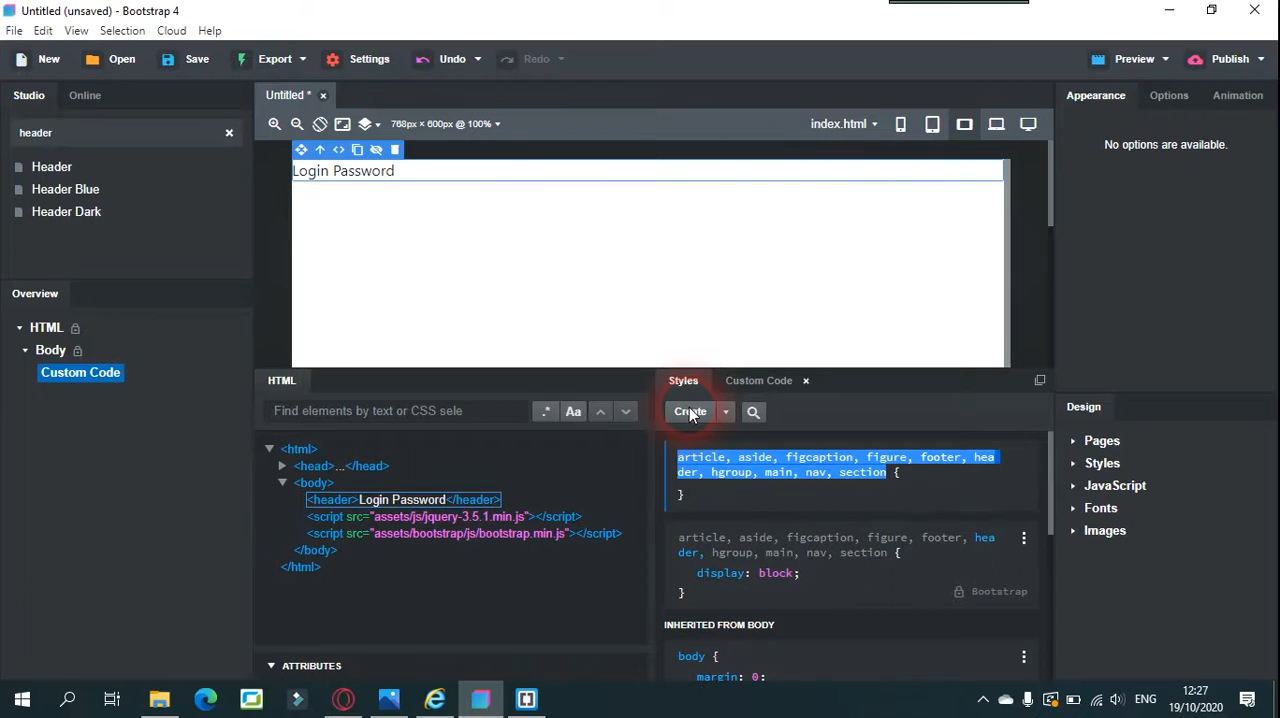 Untitled (unsaved) - Bootstrap 4
File Edit View Selection Cloud Help
New Open Save Export Settings Undo Redo Preview Publish
Studio Online
Untitled *
Appearance Options Animation
header
768px × 600px @ 100%
index.html
No options are available.
Header
Header Blue
Header Dark
Login Password
Overview
HTML
Body
Custom Code
HTML
Find elements by text or CSS sele
.* Aa
<html>
<head>...</head>
<body>
<header>Login Password</header>
<script src="assets/js/jquery-3.5.1.min.js"></script>
<script src="assets/bootstrap/js/bootstrap.min.js"></script>
</body>
</html>
ATTRIBUTES
Styles Custom Code
Create
article, aside, figcaption, figure, footer, hea
der, hgroup, main, nav, section {
}
article, aside, figcaption, figure, footer, hea
der, hgroup, main, nav, section {
display: block;
}
Bootstrap
INHERITED FROM BODY
body {
margin: 0;
Design
Pages
Styles
JavaScript
Fonts
Images
ENG
12:27
19/10/2020